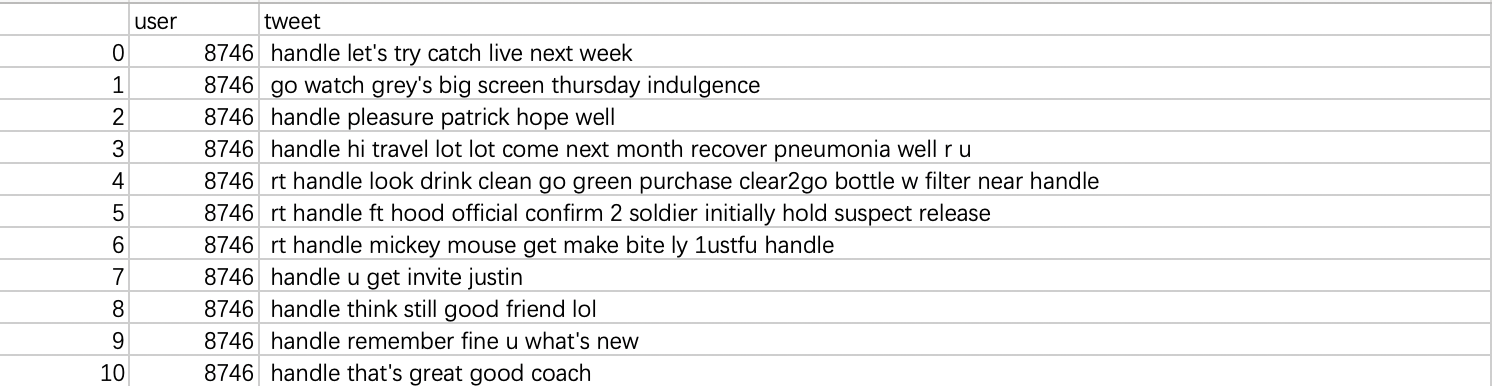 user tweet
0 8746 handle let's try catch live next week
1 8746 go watch grey's big screen thursday indulgence
2 8746 handle pleasure patrick hope well
3 8746 handle hi travel lot lot come next month recover pneumonia well r u
4 8746 rt handle look drink clean go green purchase clear2go bottle w filter near handle
5 8746 rt handle ft hood official confirm 2 soldier initially hold suspect release
6 8746 rt handle mickey mouse get make bite ly 1ustfu handle
7 8746 handle u get invite justin
8 8746 handle think still good friend lol
9 8746 handle remember fine u what's new
10 8746 handle that's great good coach